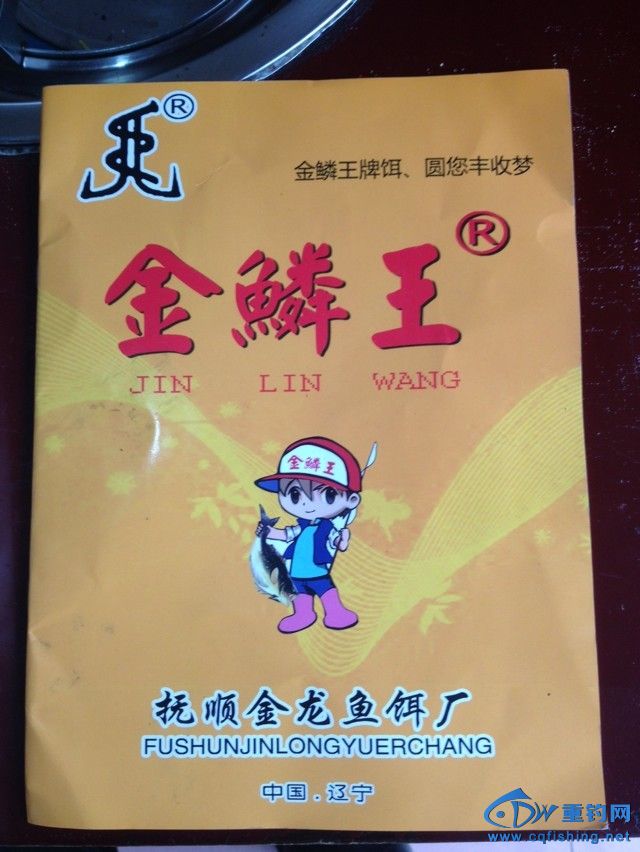 ®
金鳞王牌饵、圆您丰收梦
金鳞王®
JIN LIN WANG
金鳞王
抚顺金龙鱼饵厂
FUSHUNJINLONGYUERCHANG
中国.辽宁
重钓网
www.cqfishing.net